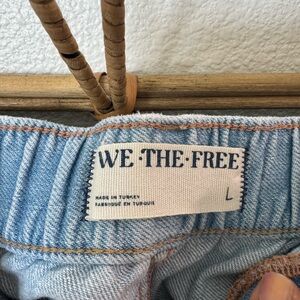 WE·THE·FREE
MADE IN TURKEY
FABRIQUÉ EN TURQUIE
L